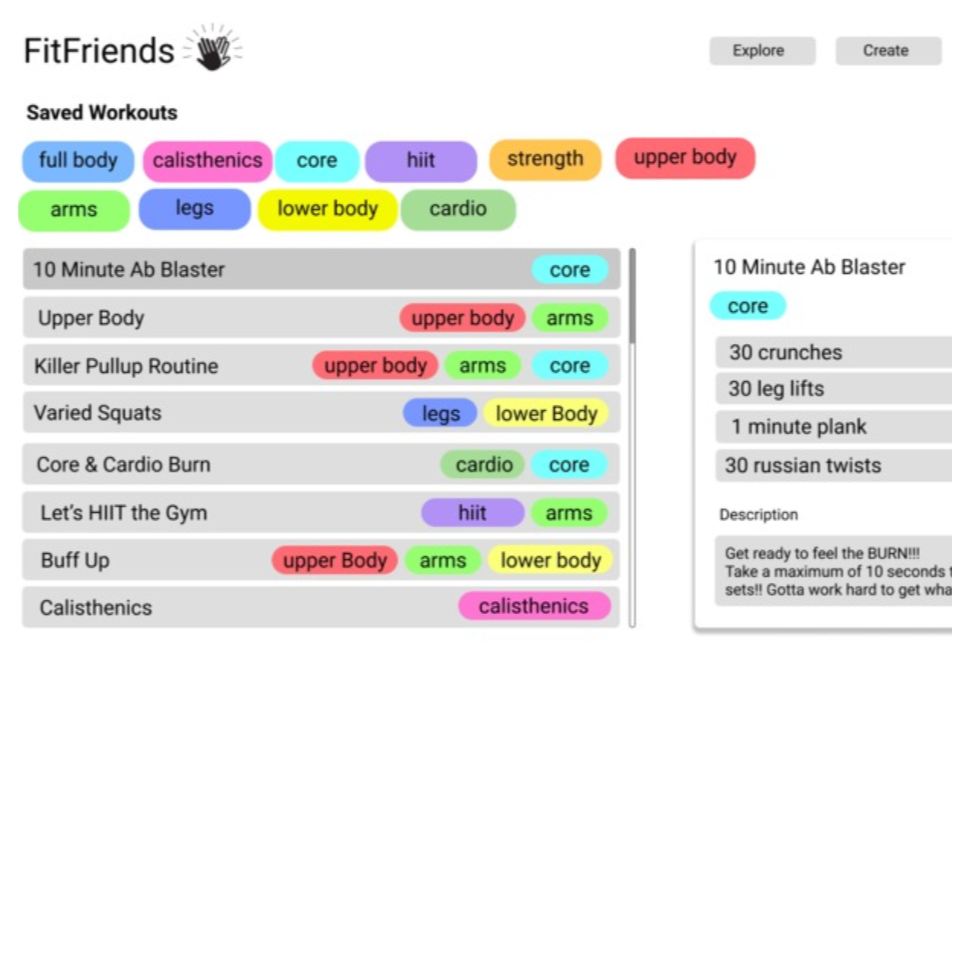 FitFriends
Explore
Create
Saved Workouts
full body calisthenics core hiit strength upper body
arms legs lower body cardio
10 Minute Ab Blaster core
Upper Body upper body arms
Killer Pullup Routine upper body arms core
Varied Squats legs lower Body
Core & Cardio Burn cardio core
Let's HIIT the Gym hiit arms
Buff Up upper Body arms lower body
Calisthenics calisthenics
10 Minute Ab Blaster
core
30 crunches
30 leg lifts
1 minute plank
30 russian twists
Description
Get ready to feel the BURN!!!
Take a maximum of 10 seconds
sets!! Gotta work hard to get